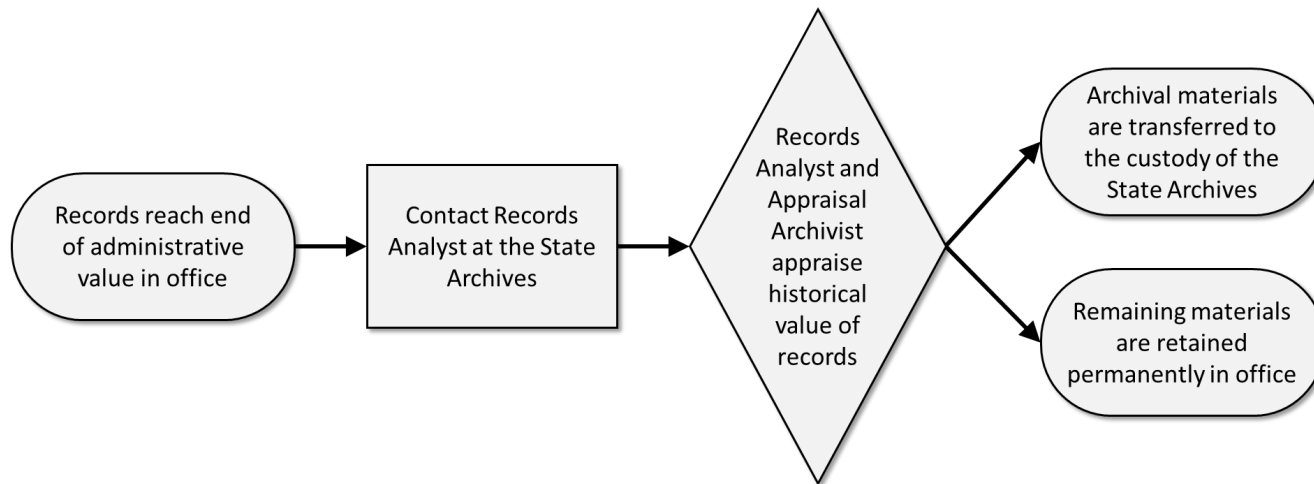 Records reach end
of administrative
value in office
Contact Records
Analyst at the State
Archives
Records
Analyst and
Appraisal
Archivist
appraise
historical
value of
records
Archival materials
are transferred to
the custody of the
State Archives
Remaining materials
are retained
permanently in office